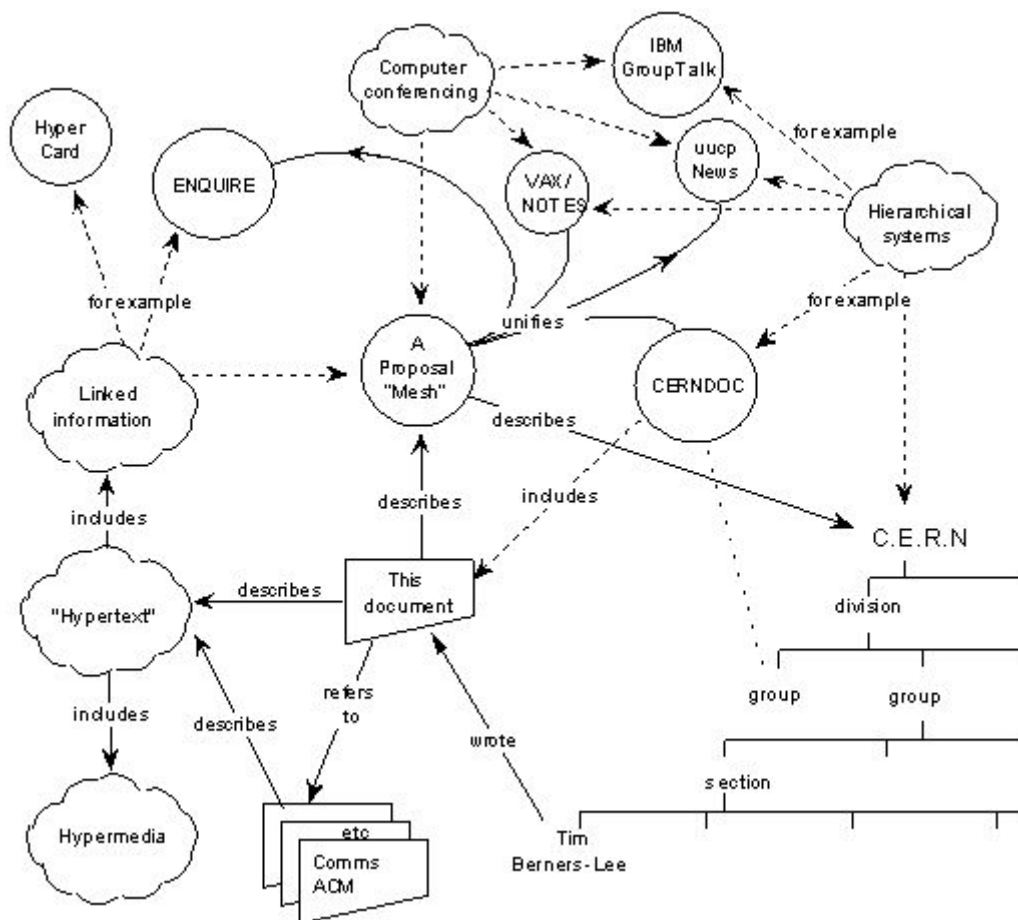 IBM
GroupTalk
Computer
conferencing
Hyper
Card
for example
uucp
News
ENQUIRE
VAX/
NOTES
Hierarchical
systems
for example
for example
unifies
A
Proposal
"Mesh"
CERNDOC
Linked
information
describes
includes
describes
includes
C.E.R.N
This
document
describes
"Hypertext"
division
refers
to
group
group
includes
describes
wrote
section
Hypermedia
etc
Comms
ACM
Tim
Berners-Lee